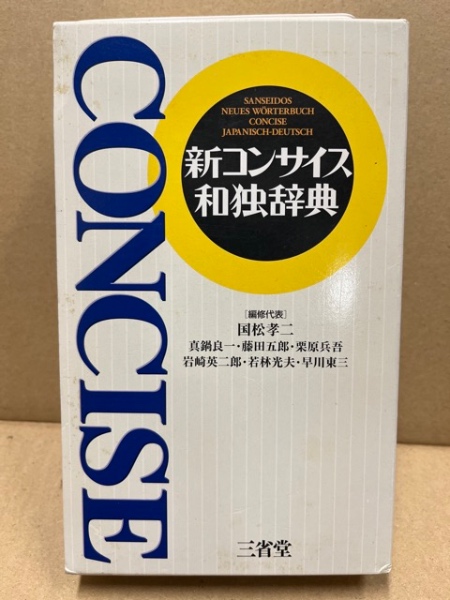 CONCISE
SANSEIDOS
NEUES WÖRTERBUCH
CONCISE
JAPANISCH-DEUTSCH
新コンサイス
和独辞典
[編修代表]
国松孝二
真鍋良一・藤田五郎・栗原兵吾
岩崎英二郎・若林光夫・早川東三
三省堂